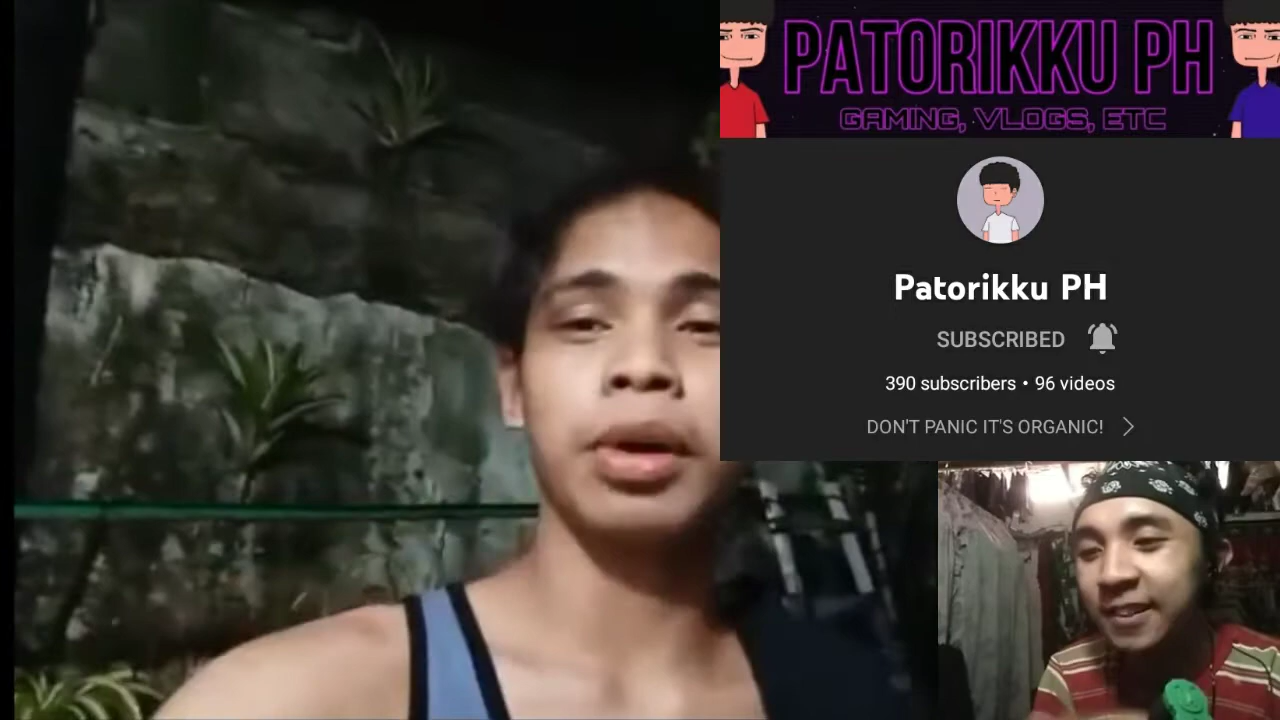 PATORIKKU PH
GAMING, VLOGS, ETC
Patorikku PH
SUBSCRIBED
390 subscribers • 96 videos
DON'T PANIC IT'S ORGANIC!